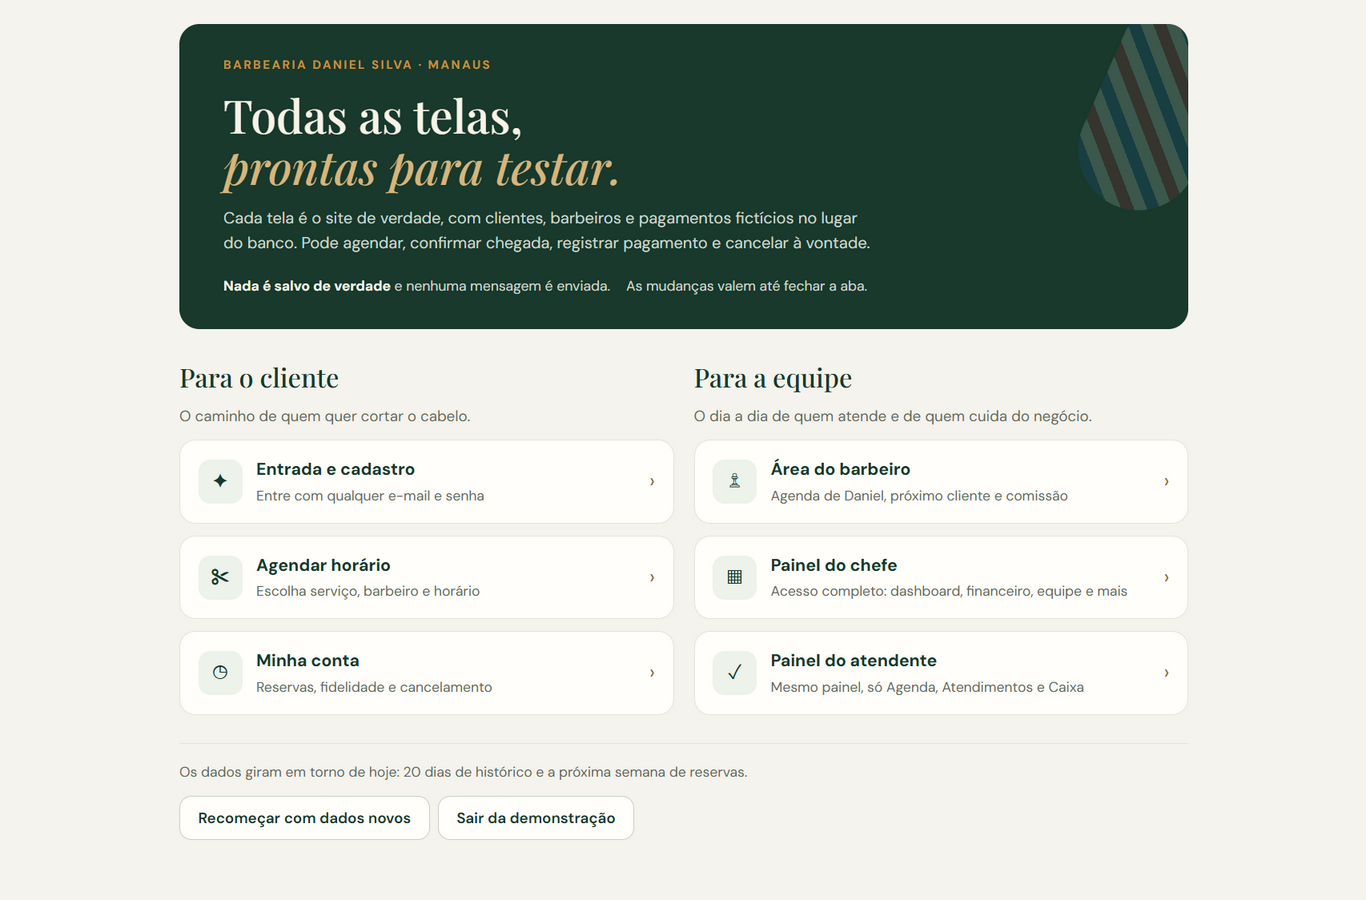 BARBEARIA DANIEL SILVA · MANAUS
Todas as telas,
prontas para testar.
Cada tela é o site de verdade, com clientes, barbeiros e pagamentos fictícios no lugar
do banco. Pode agendar, confirmar chegada, registrar pagamento e cancelar à vontade.
Nada é salvo de verdade e nenhuma mensagem é enviada. As mudanças valem até fechar a aba.
Para o cliente
O caminho de quem quer cortar o cabelo.
Entrada e cadastro
Entre com qualquer e-mail e senha
Agendar horário
Escolha serviço, barbeiro e horário
Minha conta
Reservas, fidelidade e cancelamento
Para a equipe
O dia a dia de quem atende e de quem cuida do negócio.
Área do barbeiro
Agenda de Daniel, próximo cliente e comissão
Painel do chefe
Acesso completo: dashboard, financeiro, equipe e mais
Painel do atendente
Mesmo painel, só Agenda, Atendimentos e Caixa
Os dados giram em torno de hoje: 20 dias de histórico e a próxima semana de reservas.
Recomeçar com dados novos
Sair da demonstração